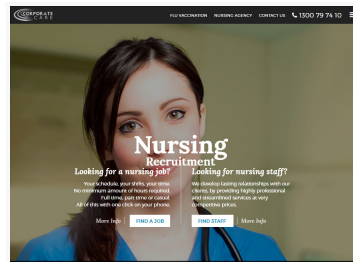 CORPORATE
CARE
FLU VACCINATION NURSING AGENCY CONTACT US 1300 79 74 10
Nursing
Recruitment
Looking for a nursing job?
Your schedule, your shifts, your time.
No minimum amount of hours required.
Full time, part time or casual.
All of this with one click on your phone.
More Info FIND A JOB
Looking for nursing staff?
We develop lasting relationships with our
clients, by providing highly professional
and streamlined services at very
competitive prices.
FIND STAFF More Info